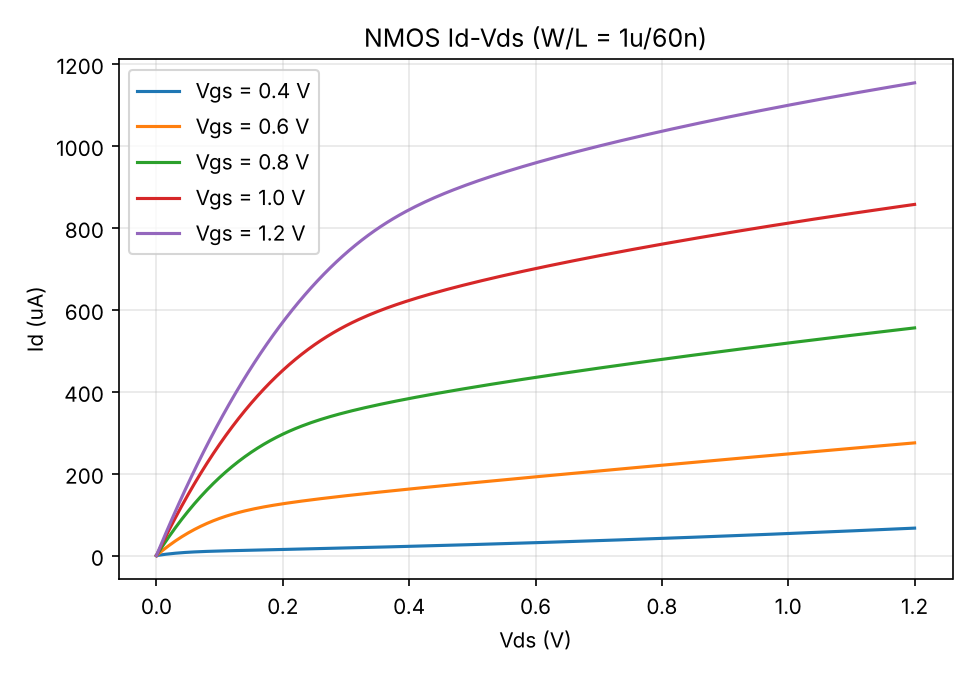 NMOS Id-Vds (W/L = 1u/60n)
Vgs = 0.4 V
Vgs = 0.6 V
Vgs = 0.8 V
Vgs = 1.0 V
Vgs = 1.2 V
Id (uA)
1200
1000
800
600
400
200
0
0.0 0.2 0.4 0.6 0.8 1.0 1.2
Vds (V)